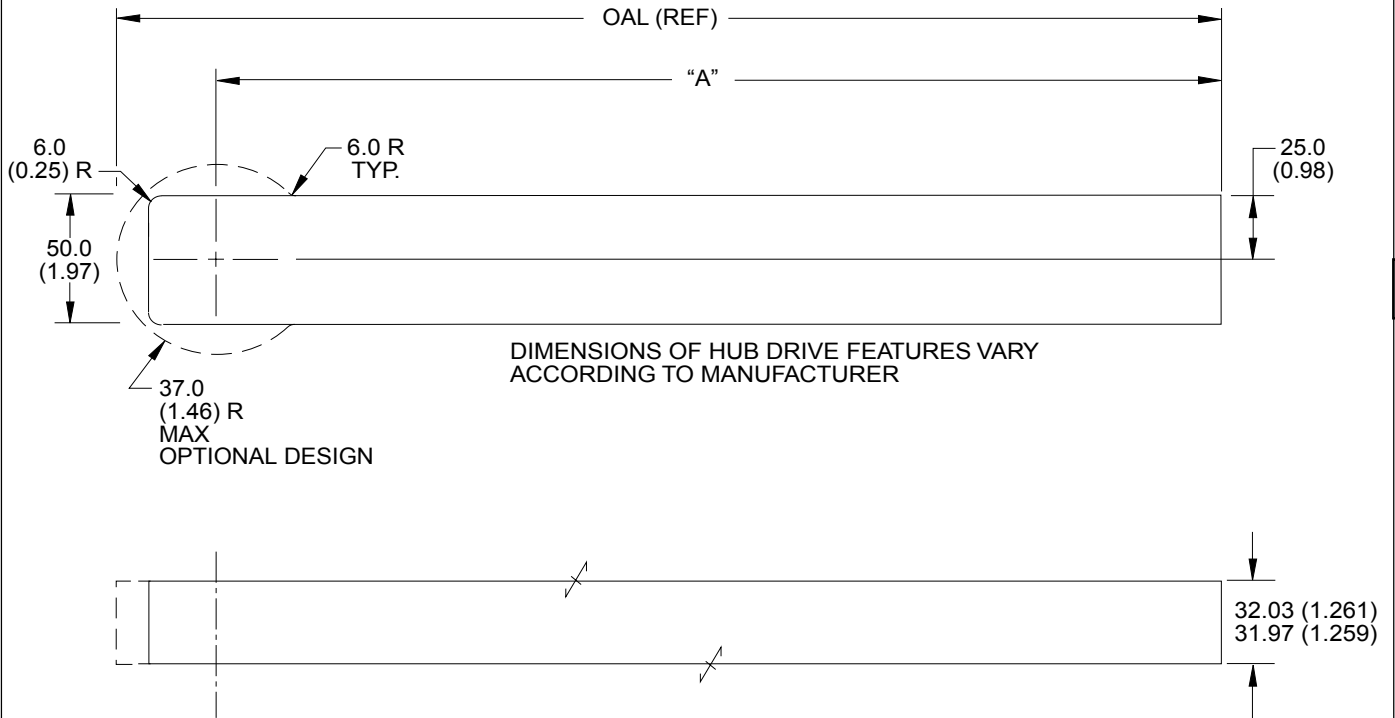 OAL (REF)
“A”
6.0
(0.25) R
6.0 R
TYP.
25.0
(0.98)
50.0
(1.97)
DIMENSIONS OF HUB DRIVE FEATURES VARY
ACCORDING TO MANUFACTURER
37.0
(1.46) R
MAX
OPTIONAL DESIGN
32.03 (1.261)
31.97 (1.259)